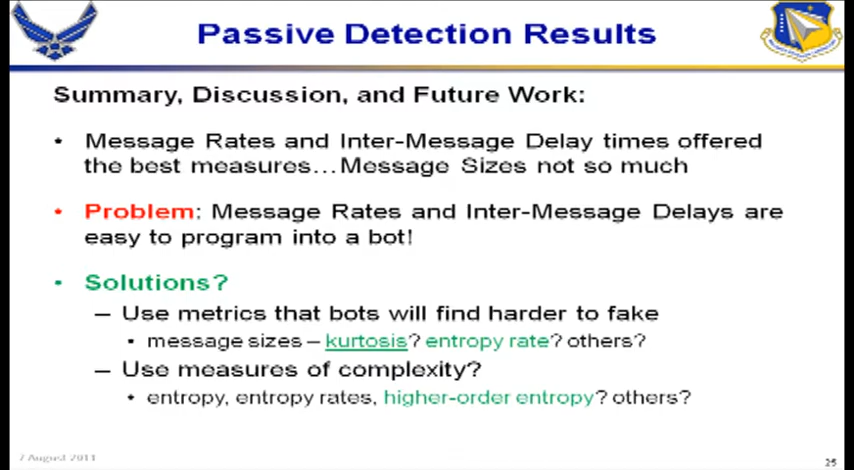 Passive Detection Results
Summary, Discussion, and Future Work:
• Message Rates and Inter-Message Delay times offered
the best measures…Message Sizes not so much
• Problem: Message Rates and Inter-Message Delays are
easy to program into a bot!
• Solutions?
– Use metrics that bots will find harder to fake
• message sizes – kurtosis? entropy rate? others?
– Use measures of complexity?
• entropy, entropy rates, higher-order entropy? others?
7 August 2011
25